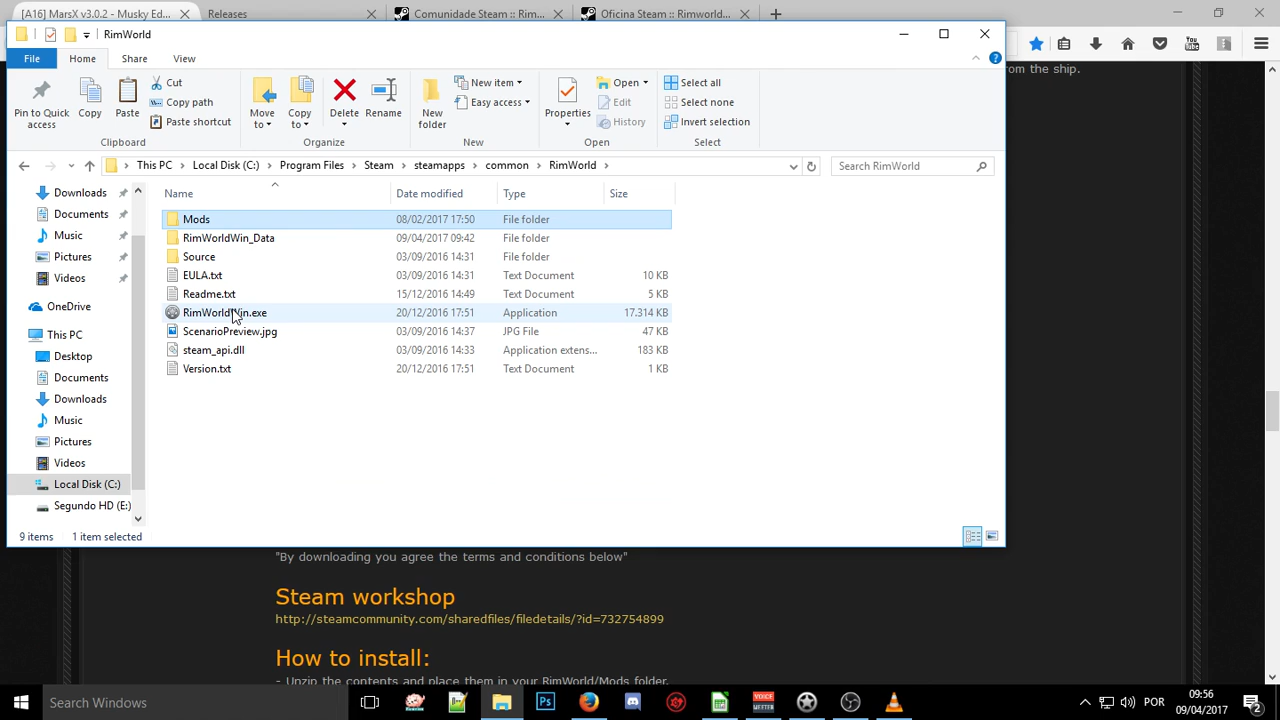 [A16] MarsX v3.0.2 - Musky Ed...
Releases
Comunidade Steam :: Rim...
Oficina Steam :: Rimworld...
RimWorld
File Home Share View
om the ship.
Pin to Quick access
Copy
Paste
Cut
Copy path
Paste shortcut
Move to
Copy to
Delete
Rename
New folder
New item
Easy access
Properties
Open
Edit
History
Select all
Select none
Invert selection
Clipboard Organize New Open Select
This PC > Local Disk (C:) > Program Files > Steam > steamapps > common > RimWorld >
Search RimWorld
Name Date modified Type Size
Mods 08/02/2017 17:50 File folder
RimWorldWin_Data 09/04/2017 09:42 File folder
Source 03/09/2016 14:31 File folder
EULA.txt 03/09/2016 14:31 Text Document 10 KB
Readme.txt 15/12/2016 14:49 Text Document 5 KB
RimWorldWin.exe 20/12/2016 17:51 Application 17.314 KB
ScenarioPreview.jpg 03/09/2016 14:37 JPG File 47 KB
steam_api.dll 03/09/2016 14:33 Application extens... 183 KB
Version.txt 20/12/2016 17:51 Text Document 1 KB
Downloads
Documents
Music
Pictures
Videos
OneDrive
This PC
Desktop
Documents
Downloads
Music
Pictures
Videos
Local Disk (C:)
Segundo HD (E:)
9 items 1 item selected
"By downloading you agree the terms and conditions below"
Steam workshop
http://steamcommunity.com/sharedfiles/filedetails/?id=732754899
How to install:
- Unzip the contents and place them in your RimWorld/Mods folder.
Search Windows
Ps
VOICE MEETER
POR
09:56
09/04/2017
2